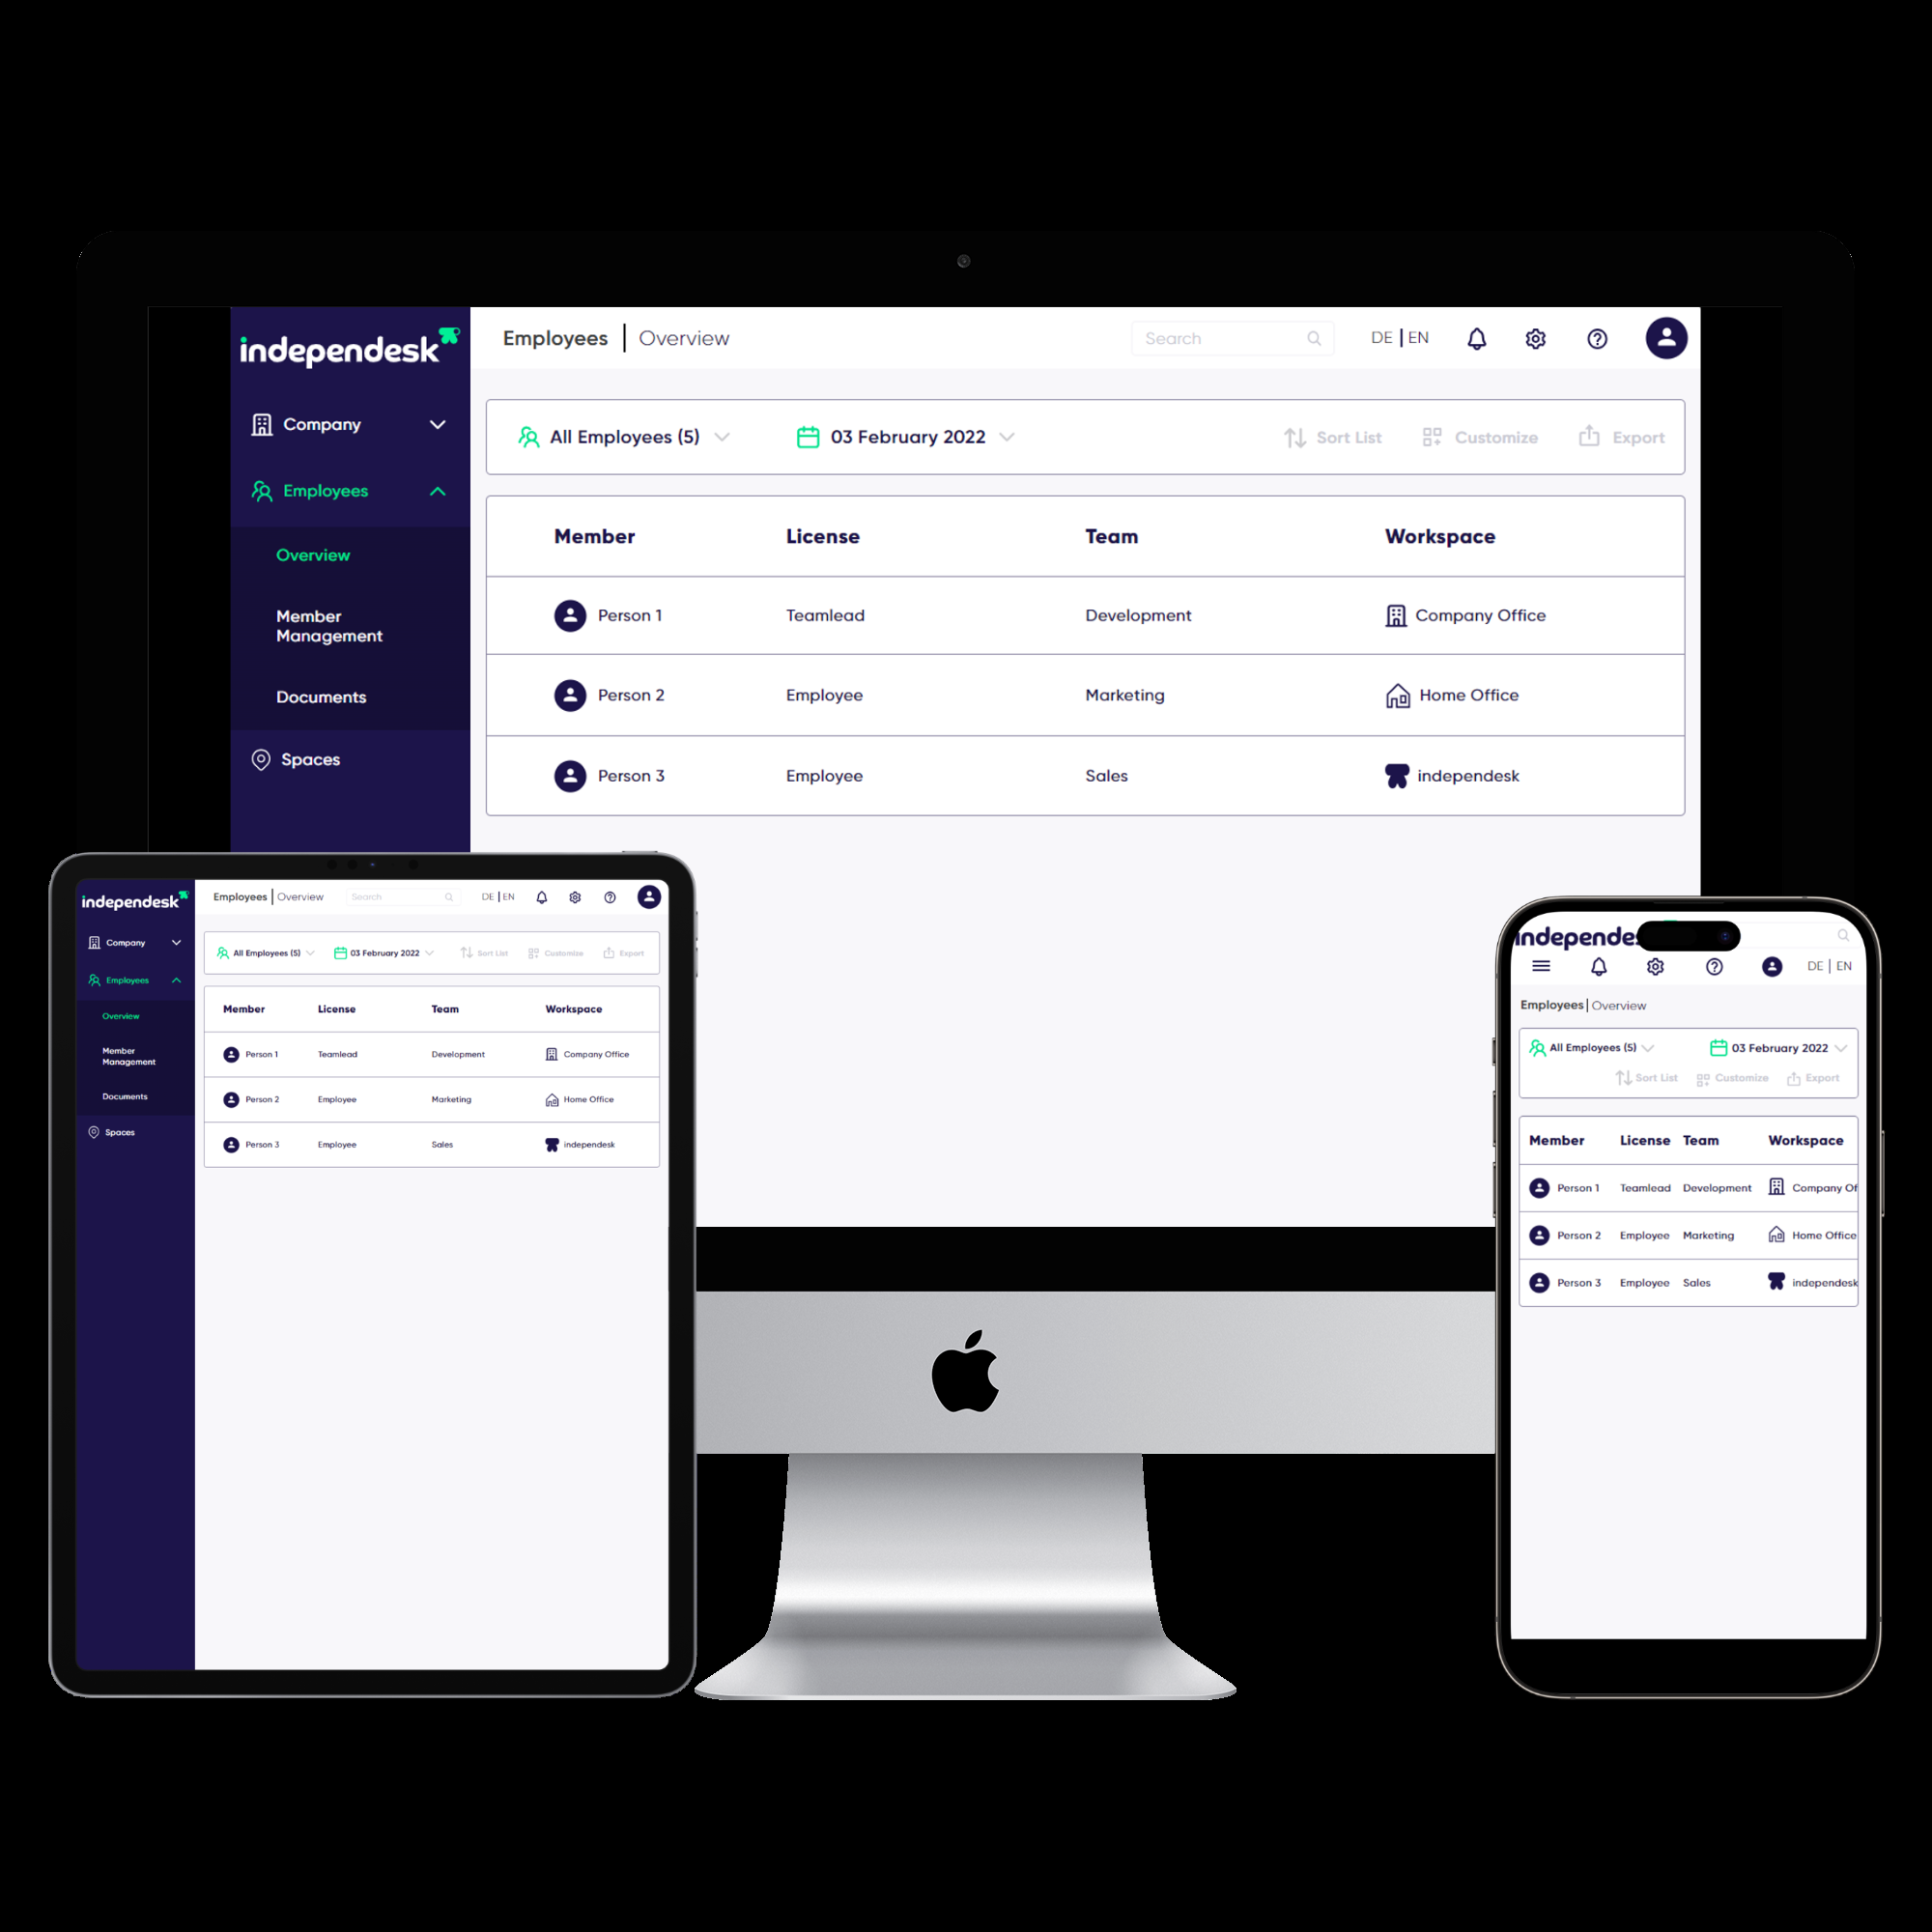 independesk
Employees | Overview
Search
DE | EN
Company
Employees
Overview
Member
Management
Documents
Spaces
All Employees (5)
03 February 2022
Sort List
Customize
Export
Member License Team Workspace
Person 1 Teamlead Development Company Office
Person 2 Employee Marketing Home Office
Person 3 Employee Sales independesk
independesk
Employees | Overview
Search
DE | EN
Company
Employees
Overview
Member
Management
Documents
Spaces
All Employees (5)
03 February 2022
Sort List
Customize
Export
Member License Team Workspace
Person 1 Teamlead Development Company Office
Person 2 Employee Marketing Home Office
Person 3 Employee Sales independesk
independes
DE | EN
Employees | Overview
All Employees (5)
03 February 2022
Sort List
Customize
Export
Member License Team Workspace
Person 1 Teamlead Development Company Of
Person 2 Employee Marketing Home Office
Person 3 Employee Sales independesk